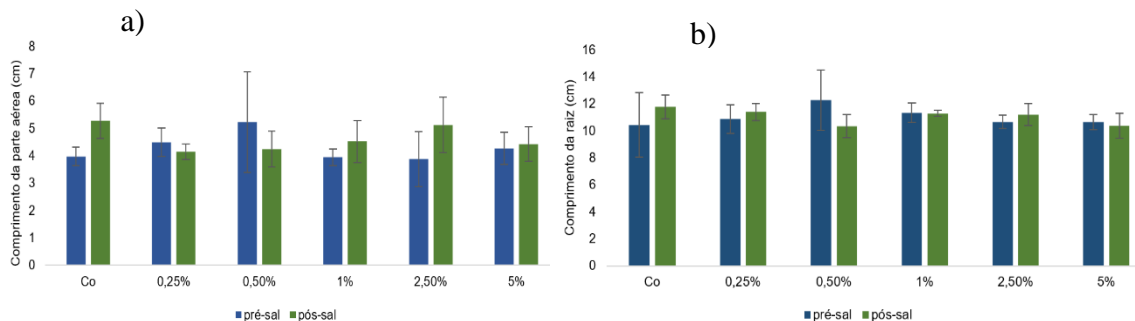 a)
Comprimento da parte aérea (cm)
8
7
6
5
4
3
2
1
0
Co 0,25% 0,50% 1% 2,50% 5%
pré-sal pós-sal
b)
Comprimento da raiz (cm)
16
14
12
10
8
6
4
2
0
Co 0,25% 0,50% 1% 2,50% 5%
pré-sal pós-sal